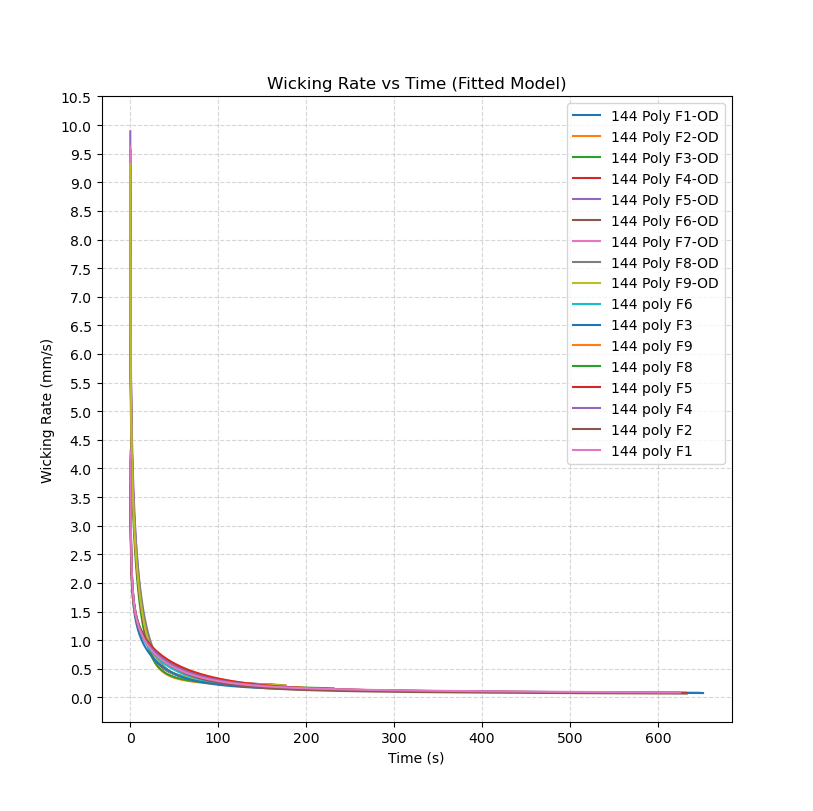 Wicking Rate vs Time (Fitted Model)
10.5
10.0
9.5
9.0
8.5
8.0
7.5
7.0
6.5
6.0
5.5
5.0
4.5
4.0
3.5
3.0
2.5
2.0
1.5
1.0
0.5
0.0
Wicking Rate (mm/s)
144 Poly F1-OD
144 Poly F2-OD
144 Poly F3-OD
144 Poly F4-OD
144 Poly F5-OD
144 Poly F6-OD
144 Poly F7-OD
144 Poly F8-OD
144 Poly F9-OD
144 poly F6
144 poly F3
144 poly F9
144 poly F8
144 poly F5
144 poly F4
144 poly F2
144 poly F1
0 100 200 300 400 500 600
Time (s)